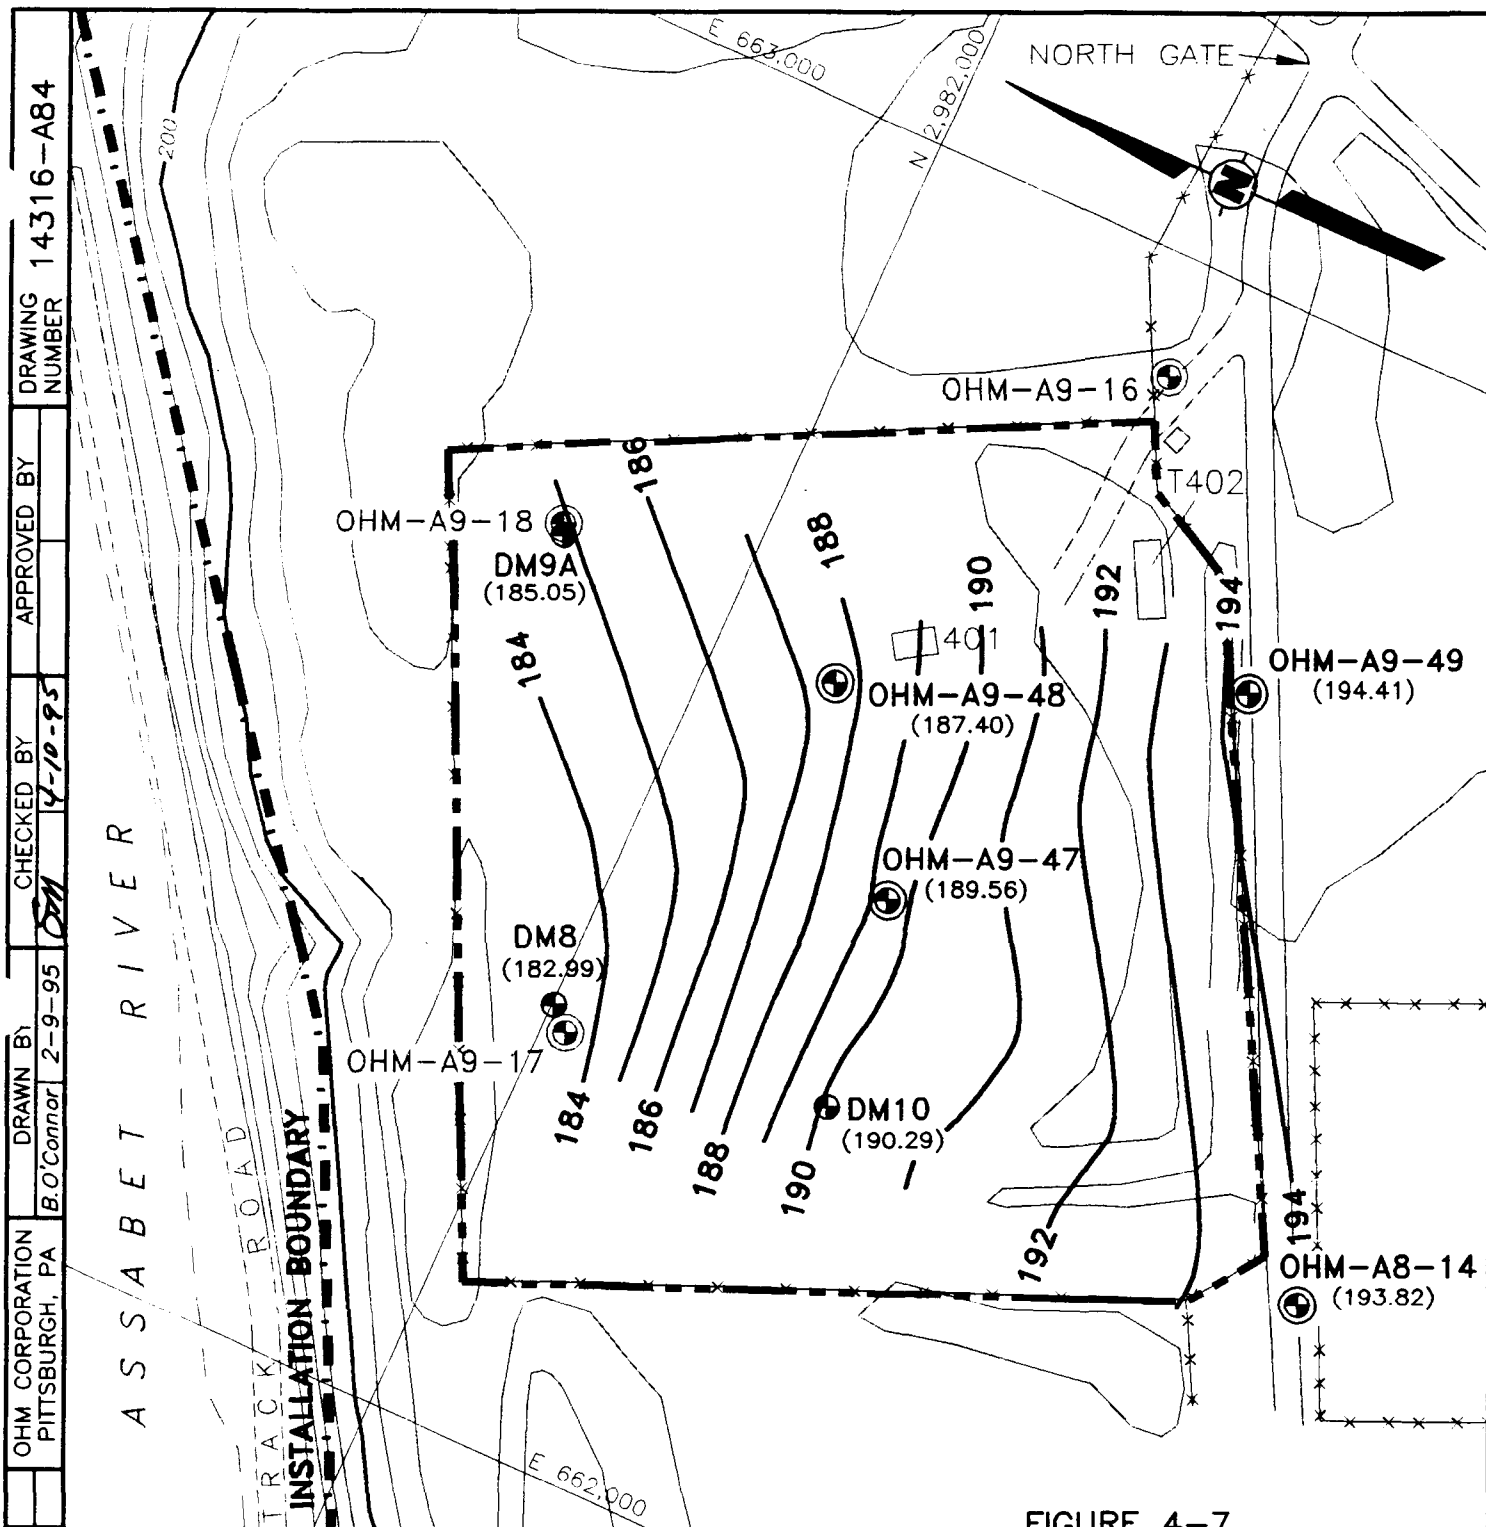 DRAWING NUMBER 14316-A84
APPROVED BY
CHECKED BY
4-10-95
DRAWN BY
B.O'Connor 2-9-95
OHM CORPORATION
PITTSBURGH, PA
E 663,000
N 2,982,000
NORTH GATE
N
200
OHM-A9-16
T402
186
188
190
192
194
OHM-A9-18
DM9A
(185.05)
184
401
OHM-A9-48
(187.40)
OHM-A9-49
(194.41)
OHM-A9-47
(189.56)
DM8
(182.99)
OHM-A9-17
DM10
(190.29)
184
186
188
190
192
194
OHM-A8-14
(193.82)
ASSABET RIVER
TRACK ROAD
INSTALLATION BOUNDARY
E 662,000
FIGURE 4-7